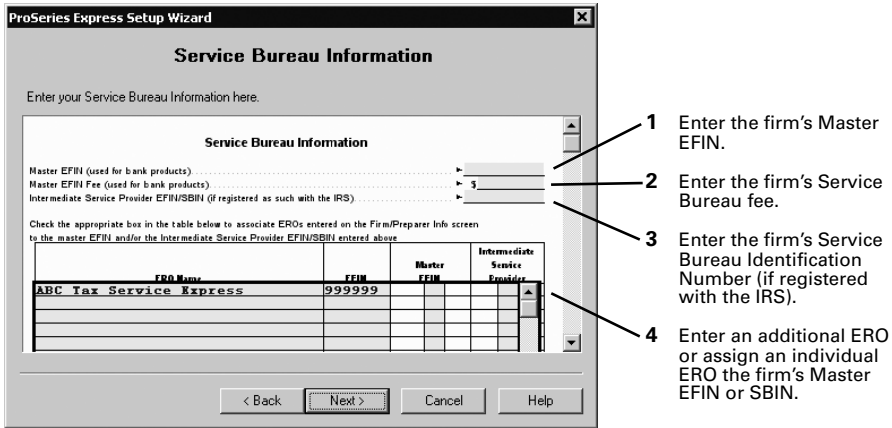 ProSeries Express Setup Wizard
Service Bureau Information
Enter your Service Bureau Information here.
Service Bureau Information
Master EFIN (used for bank products)
Master EFIN Fee (used for bank products) $
Intermediate Service Provider EFIN/SBIN (if registered as such with the IRS)
Check the appropriate box in the table below to associate EROs entered on the Firm/Preparer Info screen
to the master EFIN and/or the Intermediate Service Provider EFIN/SBIN entered above
ERO Name EFIN Master EFIN Intermediate Service Provider
ABC Tax Service Express 999999
< Back Next > Cancel Help
1 Enter the firm's Master
EFIN.
2 Enter the firm's Service
Bureau fee.
3 Enter the firm's Service
Bureau Identification
Number (if registered
with the IRS).
4 Enter an additional ERO
or assign an individual
ERO the firm's Master
EFIN or SBIN.